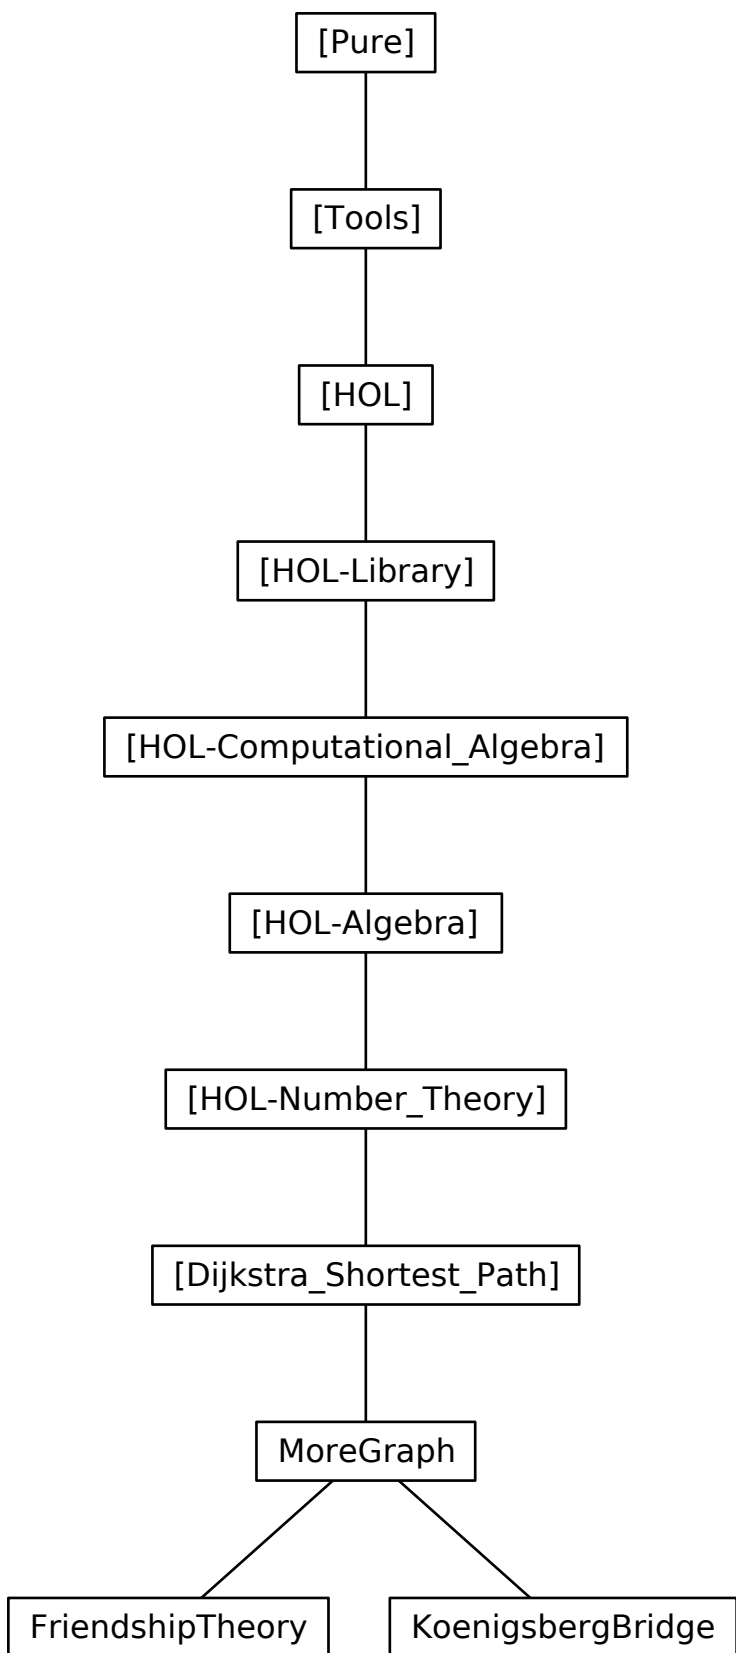 [Pure]
[Tools]
[HOL]
[HOL-Library]
[HOL-Computational_Algebra]
[HOL-Algebra]
[HOL-Number_Theory]
[Dijkstra_Shortest_Path]
MoreGraph
FriendshipTheory
KoenigsbergBridge